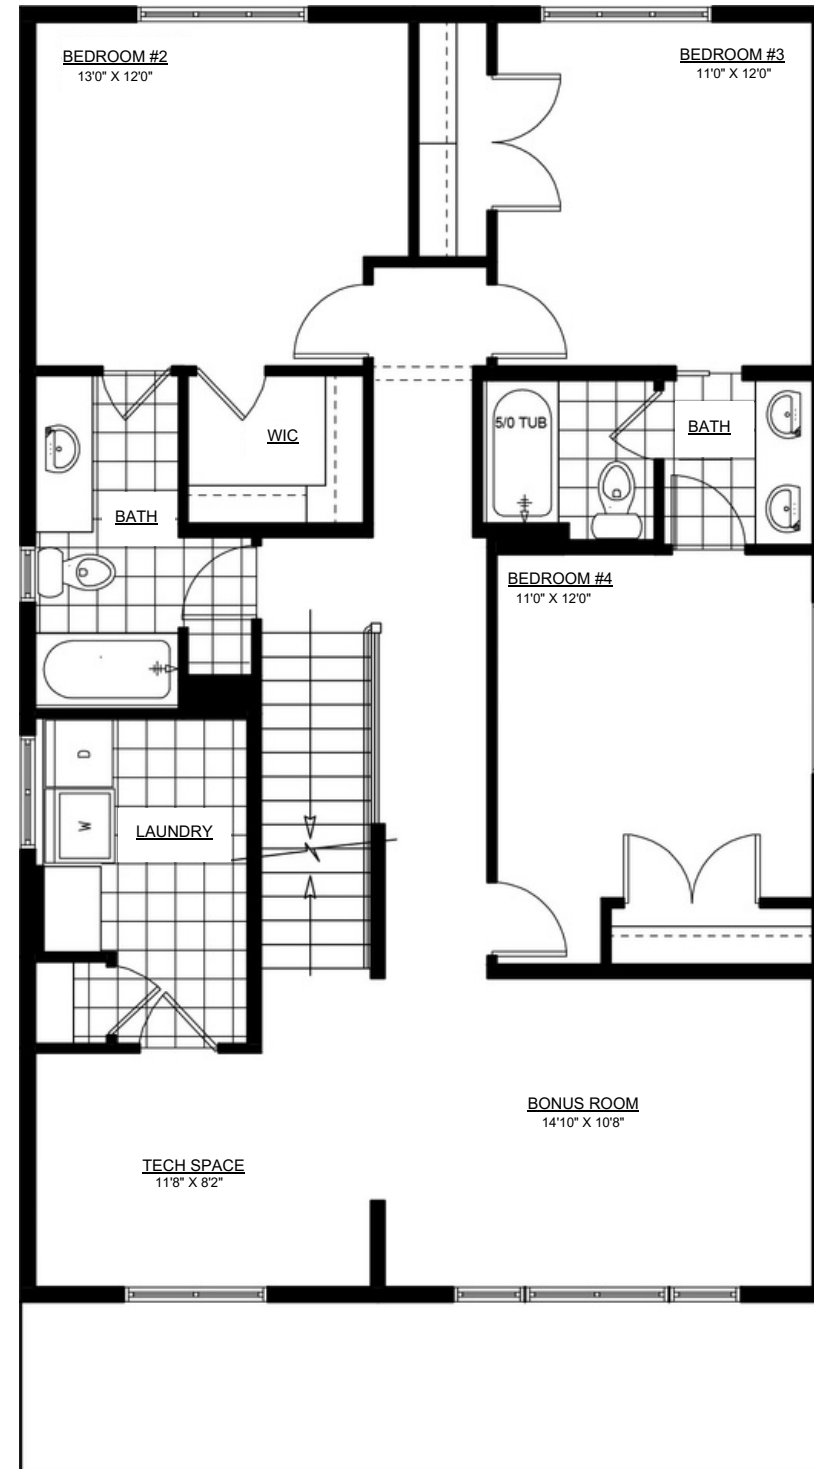 BEDROOM #2
13'0" X 12'0"
BEDROOM #3
11'0" X 12'0"
5/0 TUB
BATH
WIC
BATH
BEDROOM #4
11'0" X 12'0"
D
W
LAUNDRY
BONUS ROOM
14'10" X 10'8"
TECH SPACE
11'8" X 8'2"